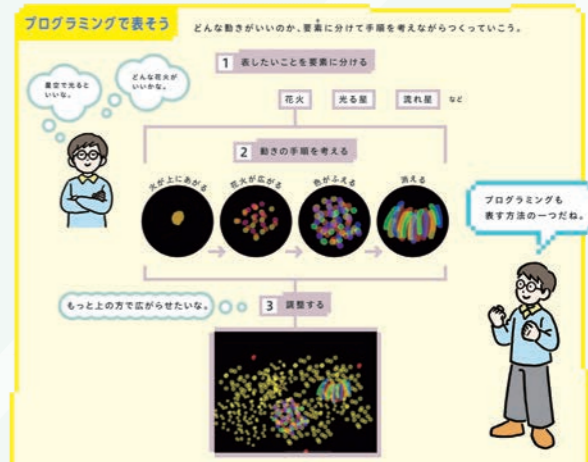 プログラミングで表そう
どんな動きがいいのか、要素に分けて手順を考えながらつくっていこう。
1 表したいことを要素に分ける
星空で光ると
いいな。
どんな花火が
いいかな。
花火 光る星 流れ星 など
2 動きの手順を考える
火が上にあがる
花火が広がる
色がふえる
消える
プログラミングも
表す方法の一つだね。
もっと上の方で広がらせたいな。
3 調整する